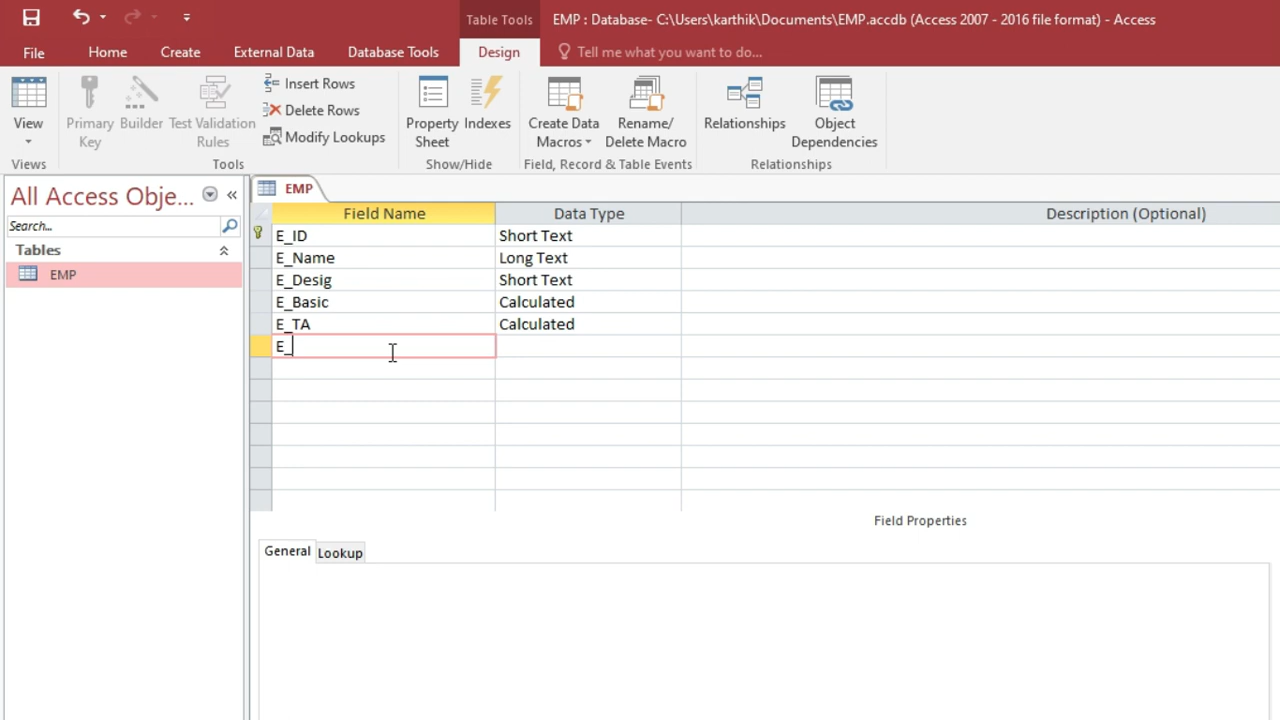 Table Tools
EMP : Database- C:\Users\karthik\Documents\EMP.accdb (Access 2007 - 2016 file format) - Access
File Home Create External Data Database Tools Design Tell me what you want to do...
View
Primary Key
Builder
Test Validation Rules
Insert Rows
Delete Rows
Modify Lookups
Property Sheet
Indexes
Create Data Macros
Rename/ Delete Macro
Relationships
Object Dependencies
Views
Tools
Show/Hide
Field, Record & Table Events
Relationships
All Access Obje... «
Search...
Tables
EMP
EMP
Field Name Data Type Description (Optional)
E_ID Short Text
E_Name Long Text
E_Desig Short Text
E_Basic Calculated
E_TA Calculated
E_
Field Properties
General Lookup